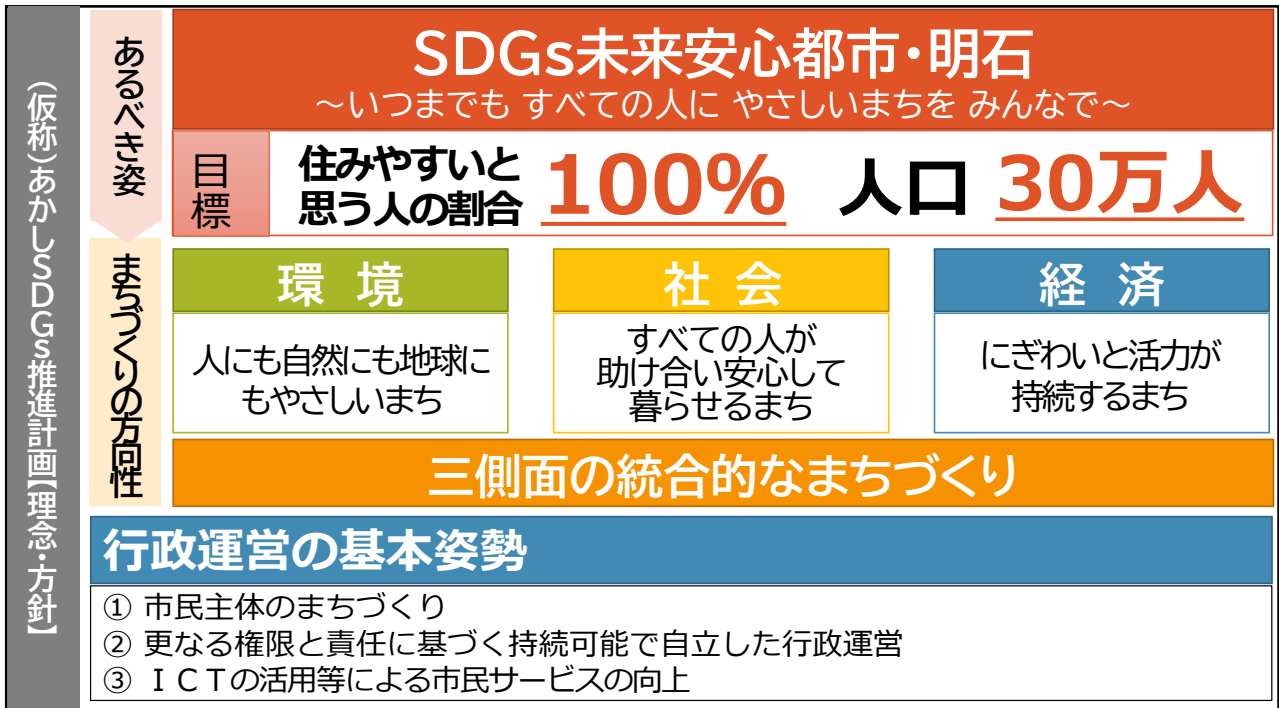 (仮称)あかしSDGs推進計画【理念・方針】
あるべき姿
SDGs未来安心都市・明石
～いつまでも すべての人に やさしいまちを みんなで～
目
標
住みやすいと
思う人の割合
100%
人口
30万人
まちづくりの方向性
環 境
人にも自然にも地球に
もやさしいまち
社 会
すべての人が
助け合い安心して
暮らせるまち
経 済
にぎわいと活力が
持続するまち
三側面の統合的なまちづくり
行政運営の基本姿勢
① 市民主体のまちづくり
② 更なる権限と責任に基づく持続可能で自立した行政運営
③ ＩＣＴの活用等による市民サービスの向上